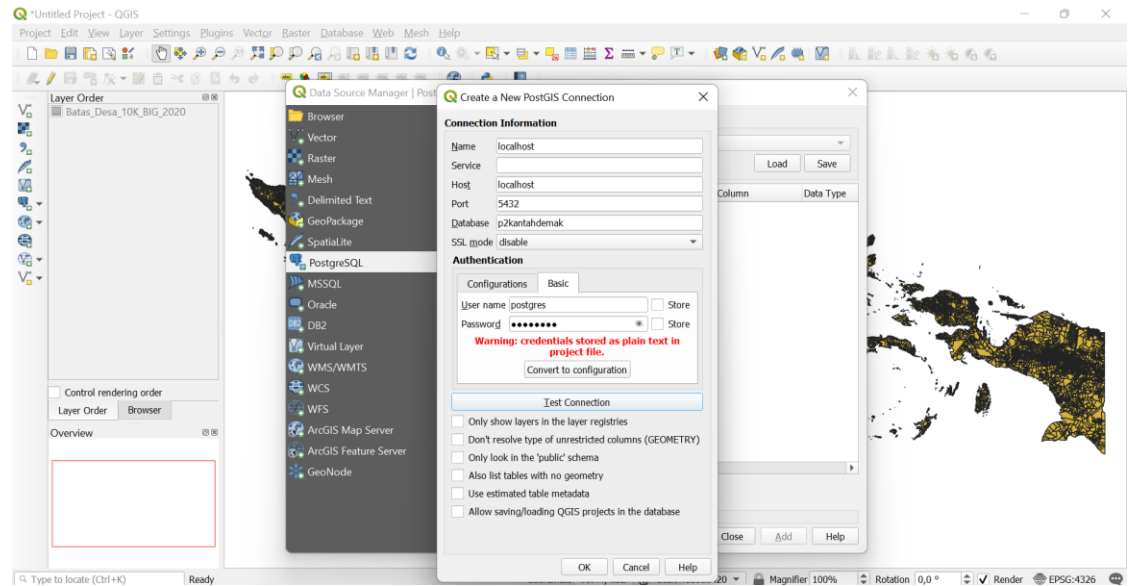 *Untitled Project - QGIS
Project Edit View Layer Settings Plugins Vector Raster Database Web Mesh Help
Layer Order
Batas_Desa_10K_BIG_2020
Control rendering order
Layer Order Browser
Overview
Type to locate (Ctrl+K) Ready
Data Source Manager | Post
Browser
Vector
Raster
Mesh
Delimited Text
GeoPackage
SpatiaLite
PostgreSQL
MSSQL
Oracle
DB2
Virtual Layer
WMS/WMTS
WCS
WFS
ArcGIS Map Server
ArcGIS Feature Server
GeoNode
Create a New PostGIS Connection
Connection Information
Name localhost
Service
Host localhost
Port 5432
Database p2kantahdemak
SSL mode disable
Authentication
Configurations Basic
User name postgres Store
Password ●●●●●●●● Store
Warning: credentials stored as plain text in
project file.
Convert to configuration
Test Connection
Only show layers in the layer registries
Don't resolve type of unrestricted columns (GEOMETRY)
Only look in the 'public' schema
Also list tables with no geometry
Use estimated table metadata
Allow saving/loading QGIS projects in the database
OK Cancel Help
Load Save
Column Data Type
Close Add Help
Magnifier 100% Rotation 0,0 ° Render EPSG:4326